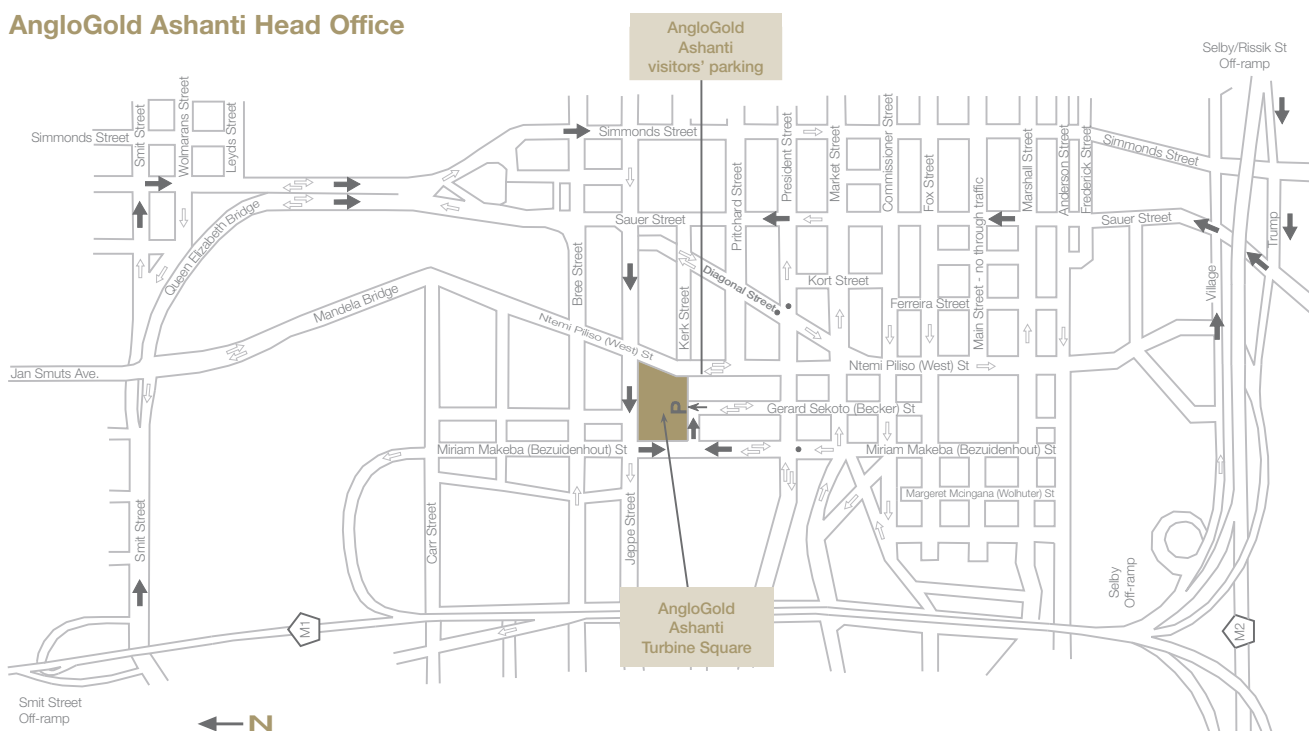 AngloGold Ashanti Head Office
AngloGold
Ashanti
visitors' parking
Selby/Rissik St
Off-ramp
Simmonds Street
Smit Street
Wolmarans Street
Leyds Street
Simmonds Street
President Street
Market Street
Commissioner Street
Fox Street
Main Street - no through traffic
Marshall Street
Anderson Street
Frederick Street
Simmonds Street
Pritchard Street
Sauer Street
Sauer Street
Trump
Queen Elizabeth Bridge
Bree Street
Diagonal Street
Kort Street
Village
Mandela Bridge
Kerk Street
Ferreira Street
Ntemi Piliso (West) St
Ntemi Piliso (West) St
Jan Smuts Ave.
P
Gerard Sekoto (Becker) St
Miriam Makeba (Bezuidenhout) St
Miriam Makeba (Bezuidenhout) St
Margeret Mcingana (Wolhuter) St
Smit Street
Carr Street
Jeppe Street
Selby
Off-ramp
AngloGold
Ashanti
Turbine Square
M1
M2
Smit Street
Off-ramp
N